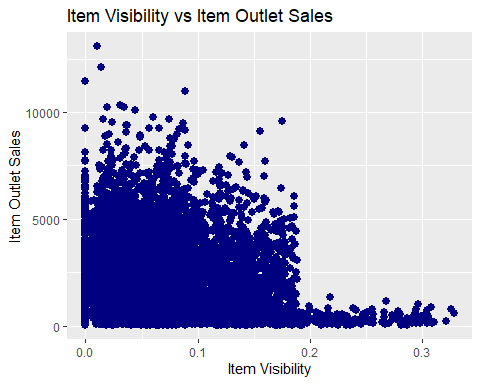 Item Visibility vs Item Outlet Sales
10000
5000
0
Item Outlet Sales
0.0 0.1 0.2 0.3
Item Visibility